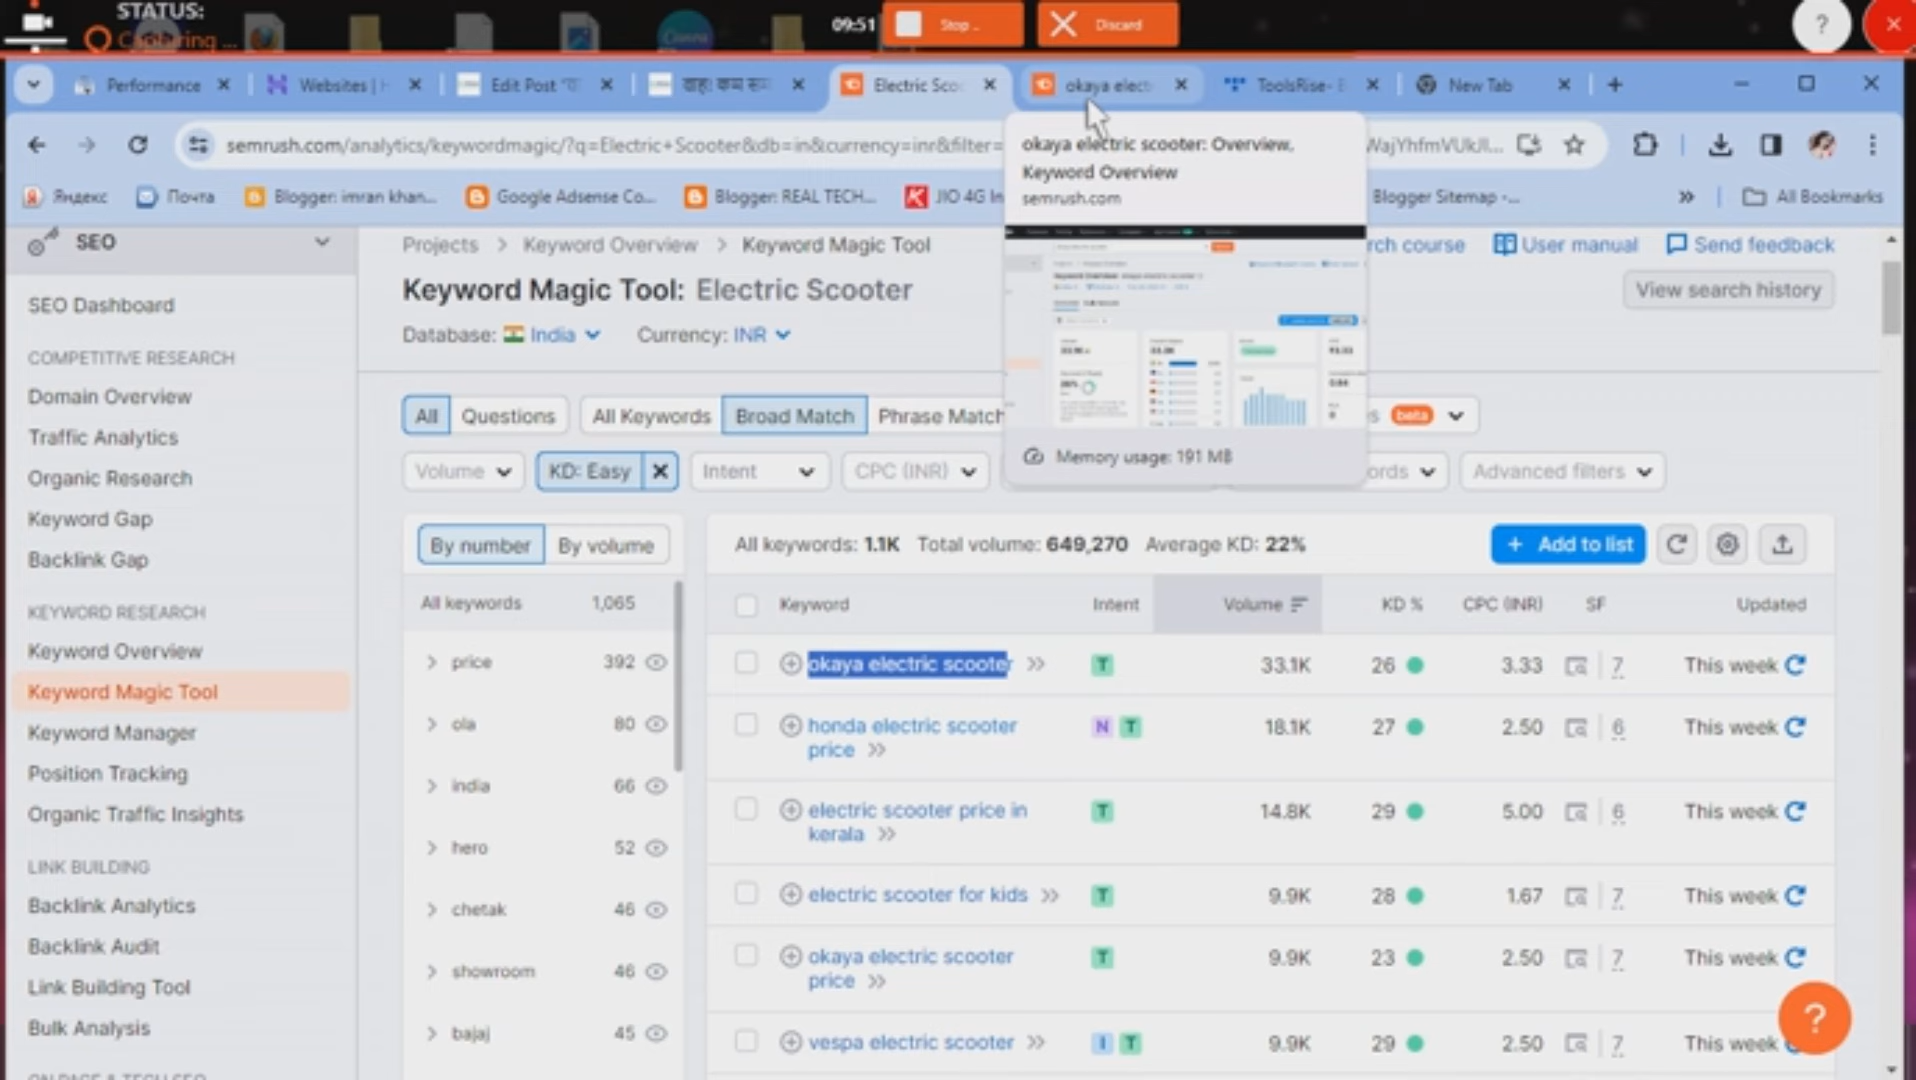 STATUS:
Capturing ...
09:51
Stop ..
Discard
?
Performance
Websites | H
Edit Post
वाह! कम
Electric Sco
okaya elect
ToolsRise-
New Tab
semrush.com/analytics/keywordmagic/?q=Electric+Scooter&db=in&currency=inr&filter=
Яндекс
Почта
Blogger: imran khan...
Google Adsense Co...
Blogger: REAL TECH...
JIO 4G In
Blogger Sitemap -...
»
All Bookmarks
okaya electric scooter: Overview,
Keyword Overview
semrush.com
Memory usage: 191 MB
SEO
SEO Dashboard
COMPETITIVE RESEARCH
Domain Overview
Traffic Analytics
Organic Research
Keyword Gap
Backlink Gap
KEYWORD RESEARCH
Keyword Overview
Keyword Magic Tool
Keyword Manager
Position Tracking
Organic Traffic Insights
LINK BUILDING
Backlink Analytics
Backlink Audit
Link Building Tool
Bulk Analysis
ON PAGE & TECH SEO
Projects > Keyword Overview > Keyword Magic Tool
rch course
User manual
Send feedback
Keyword Magic Tool: Electric Scooter
View search history
Database: India Currency: INR
All Questions All Keywords Broad Match Phrase Match
s beta
Volume KD: Easy Intent CPC (INR)
ords Advanced filters
By number By volume
All keywords 1,065
price 392
ola 80
india 66
hero 52
chetak 46
showroom 46
bajaj 45
All keywords: 1.1K Total volume: 649,270 Average KD: 22%
+ Add to list
Keyword Intent Volume KD % CPC (INR) SF Updated
okaya electric scooter >> T 33.1K 26 3.33 7 This week
honda electric scooter
price >> N T 18.1K 27 2.50 6 This week
electric scooter price in
kerala >> T 14.8K 29 5.00 6 This week
electric scooter for kids >> T 9.9K 28 1.67 7 This week
okaya electric scooter
price >> T 9.9K 23 2.50 7 This week
vespa electric scooter >> I T 9.9K 29 2.50 7 This week
?